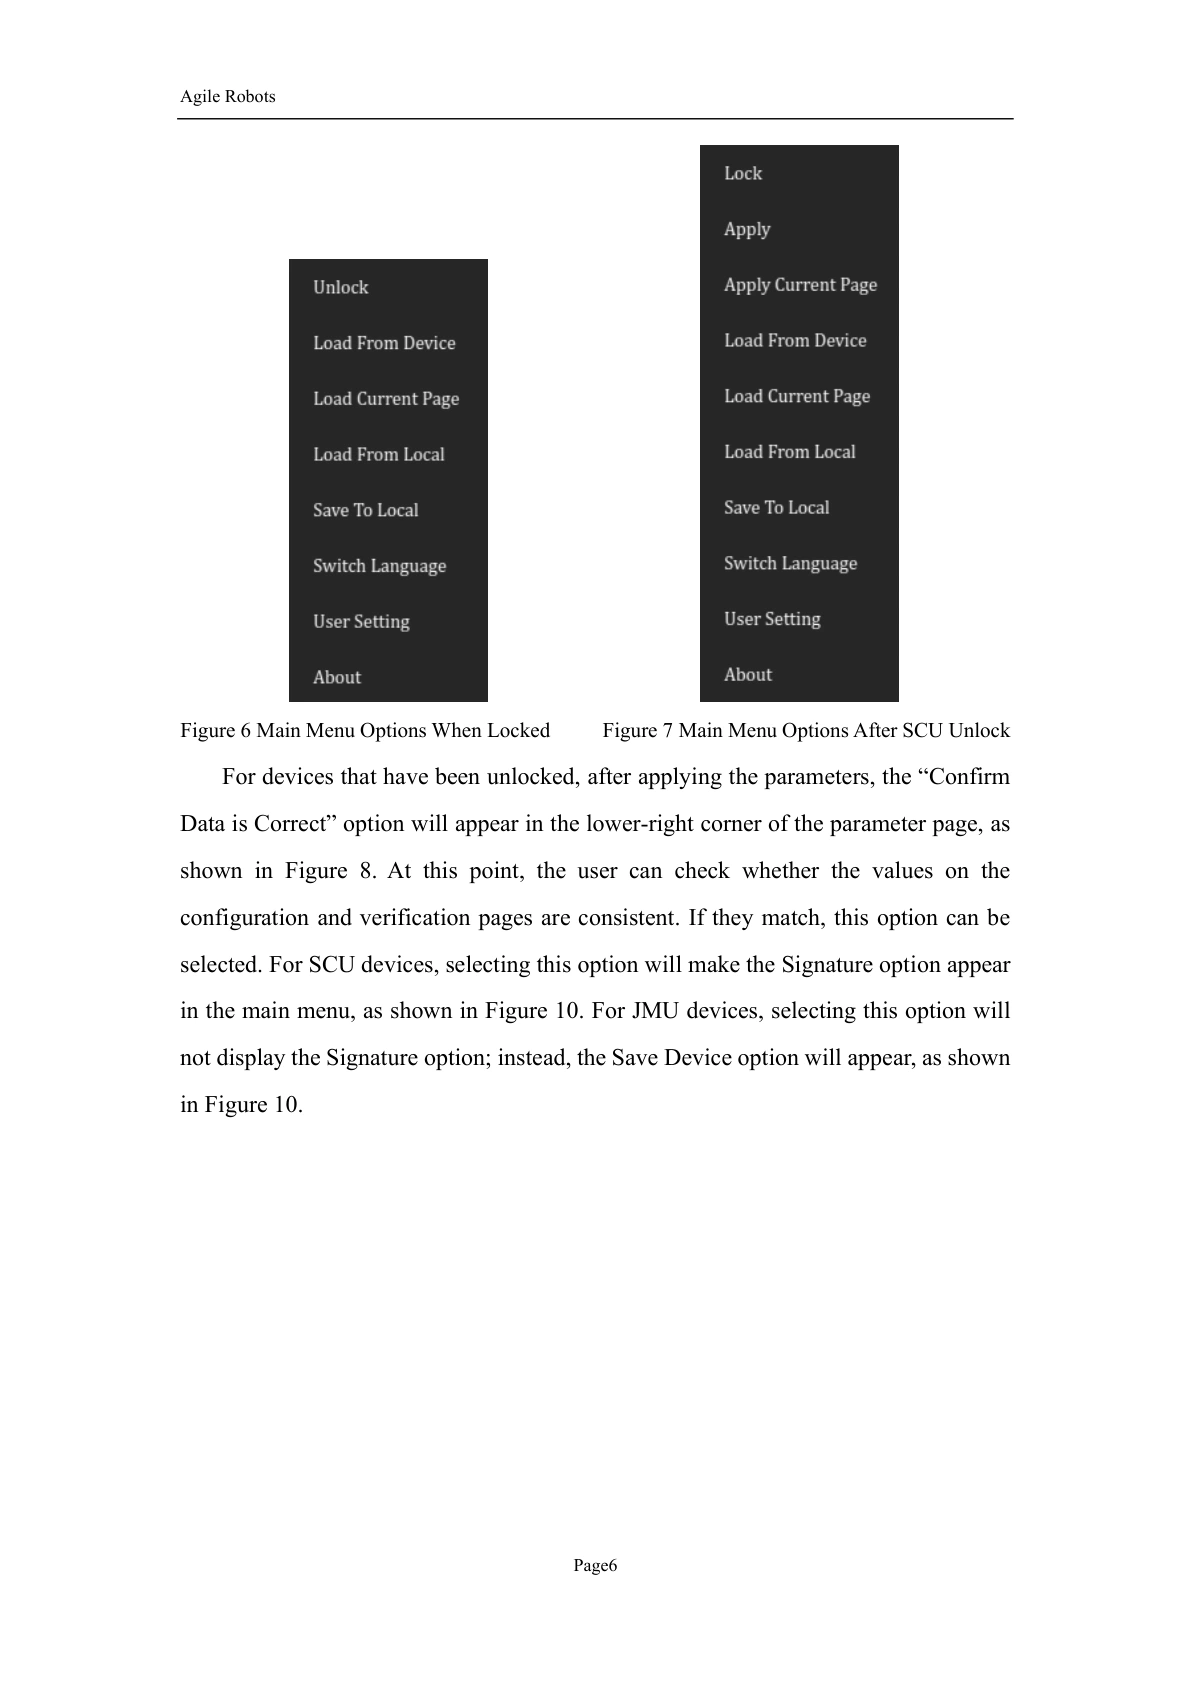 Agile Robots
Unlock
Load From Device
Load Current Page
Load From Local
Save To Local
Switch Language
User Setting
About
Lock
Apply
Apply Current Page
Load From Device
Load Current Page
Load From Local
Save To Local
Switch Language
User Setting
About
Figure 6 Main Menu Options When Locked
Figure 7 Main Menu Options After SCU Unlock
For devices that have been unlocked, after applying the parameters, the “Confirm
Data is Correct” option will appear in the lower-right corner of the parameter page, as
shown in Figure 8. At this point, the user can check whether the values on the
configuration and verification pages are consistent. If they match, this option can be
selected. For SCU devices, selecting this option will make the Signature option appear
in the main menu, as shown in Figure 10. For JMU devices, selecting this option will
not display the Signature option; instead, the Save Device option will appear, as shown
in Figure 10.
Page6